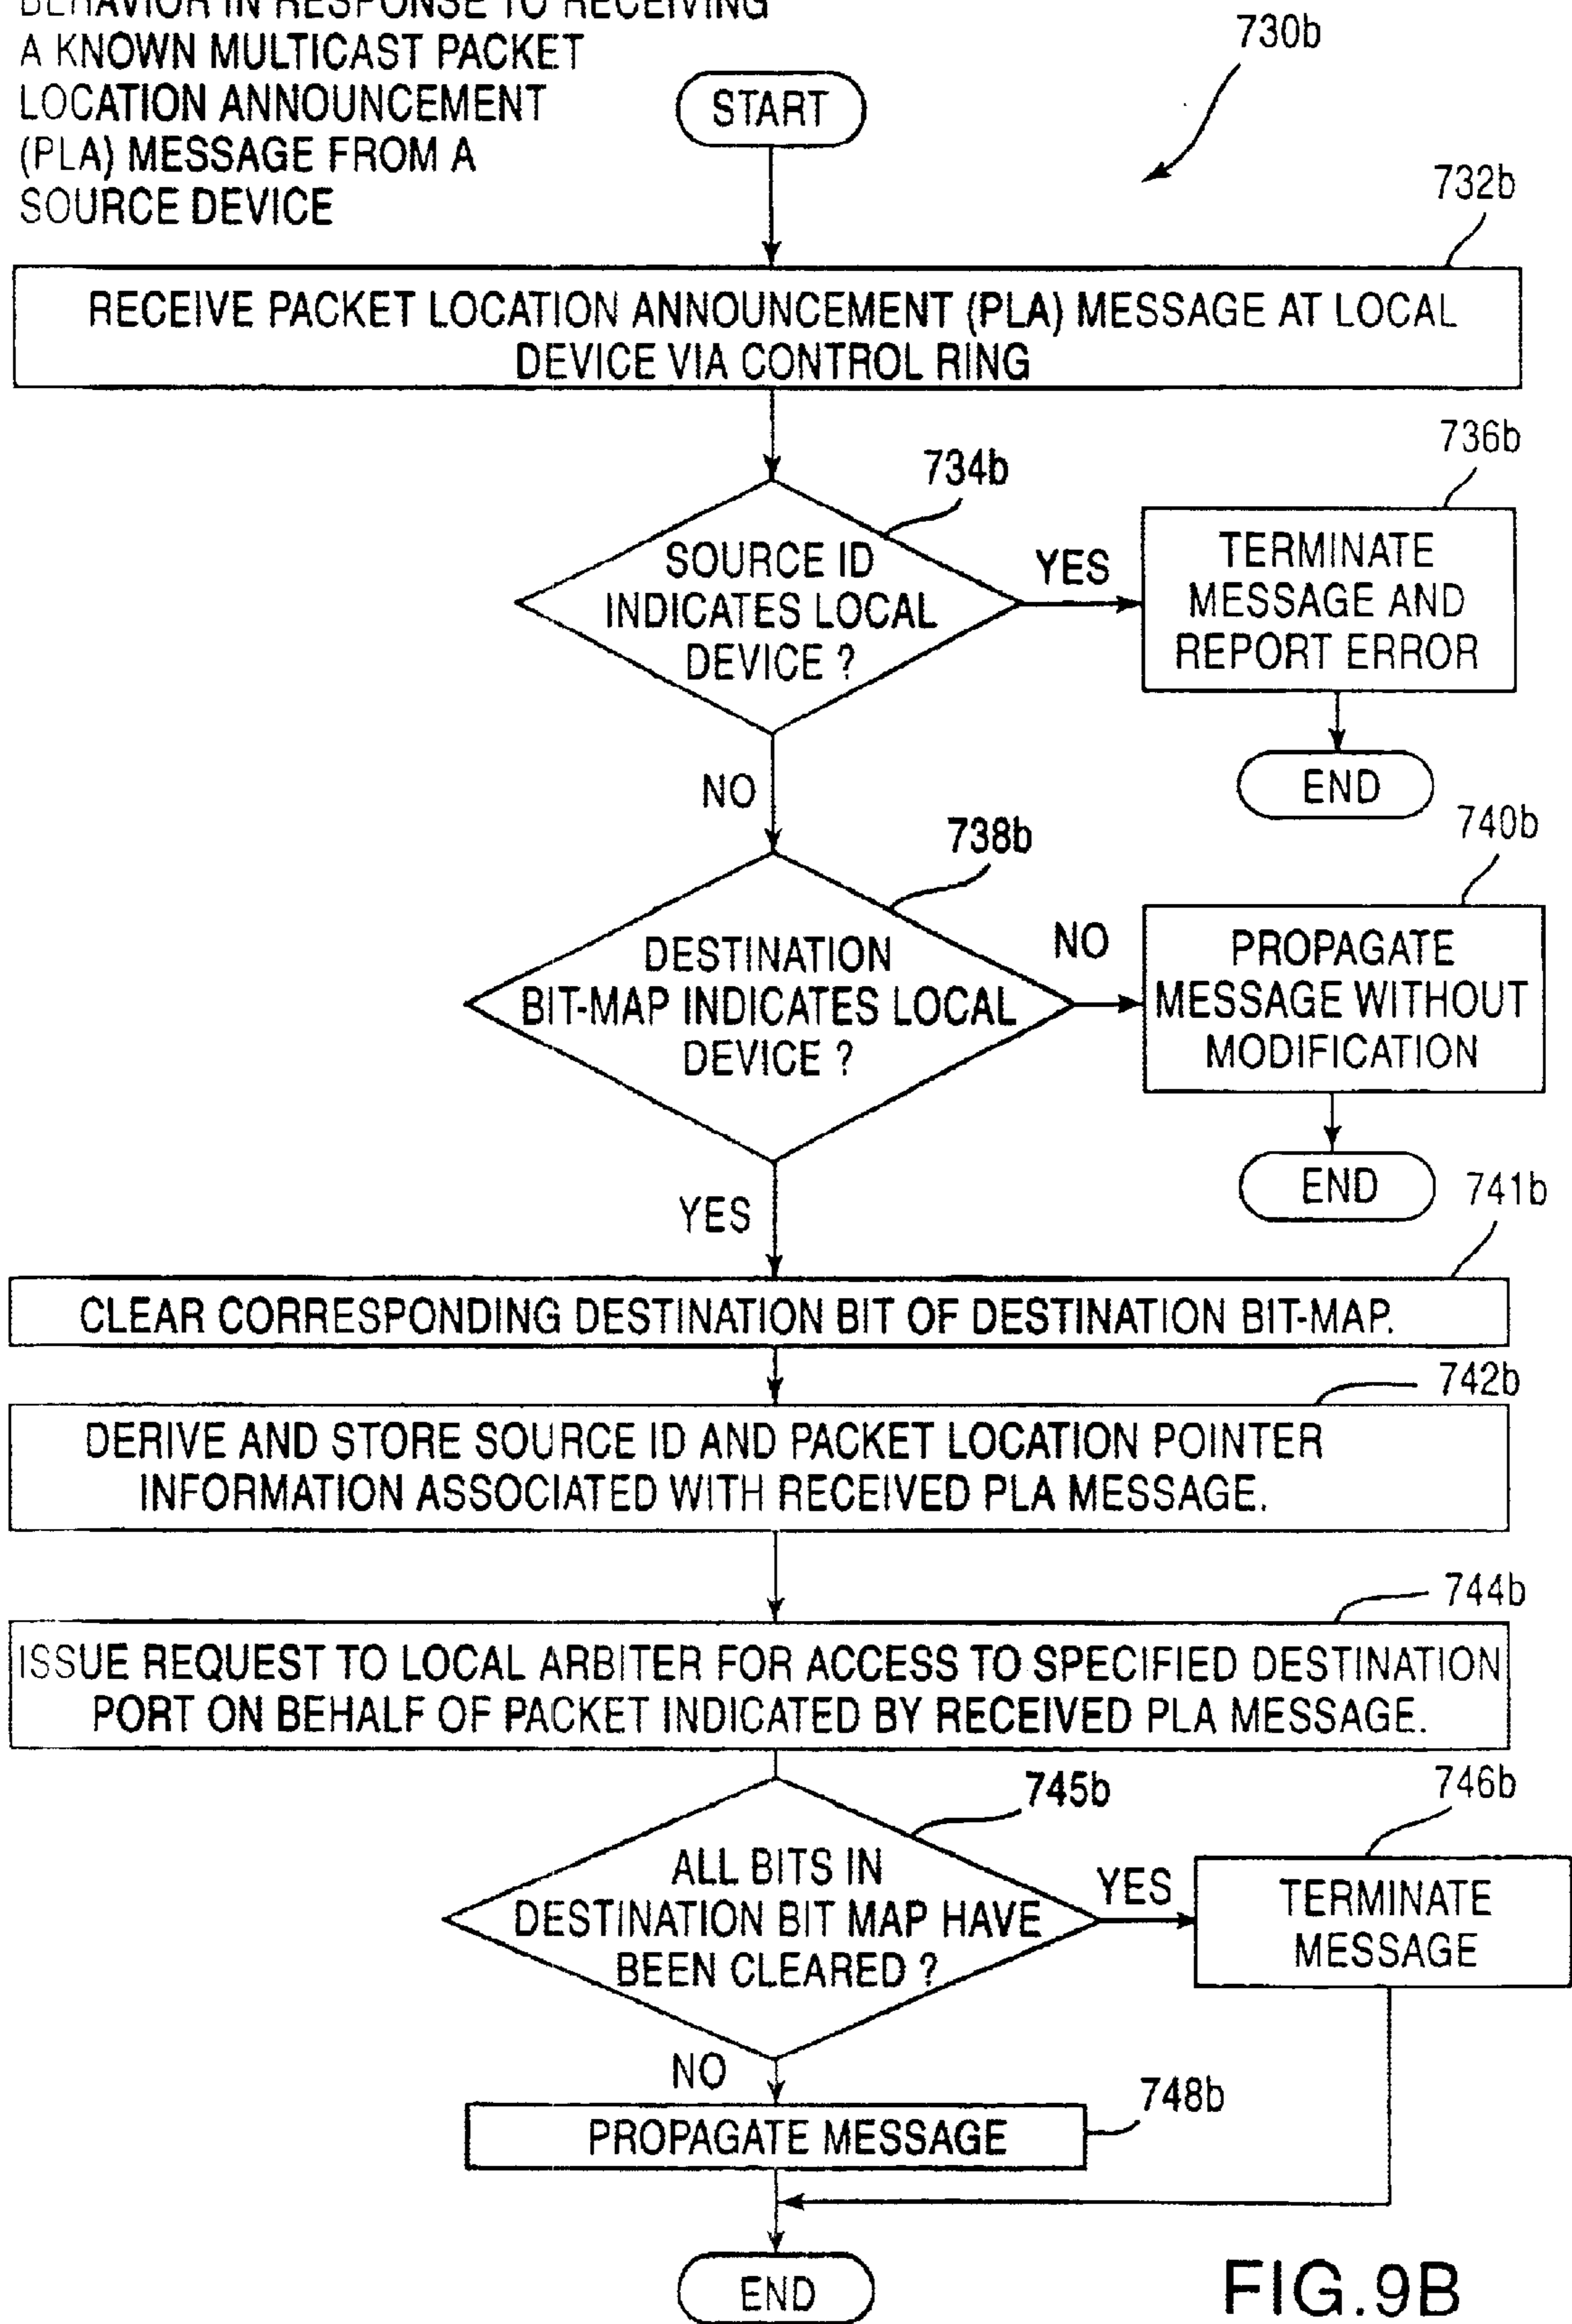 BEHAVIOR IN RESPONSE TO RECEIVING
A KNOWN MULTICAST PACKET
LOCATION ANNOUNCEMENT
(PLA) MESSAGE FROM A
SOURCE DEVICE
730b
START
732b
RECEIVE PACKET LOCATION ANNOUNCEMENT (PLA) MESSAGE AT LOCAL
DEVICE VIA CONTROL RING
734b
736b
SOURCE ID
INDICATES LOCAL
DEVICE ?
YES
TERMINATE
MESSAGE AND
REPORT ERROR
END
NO
738b
740b
DESTINATION
BIT-MAP INDICATES LOCAL
DEVICE ?
NO
PROPAGATE
MESSAGE WITHOUT
MODIFICATION
END
YES
741b
CLEAR CORRESPONDING DESTINATION BIT OF DESTINATION BIT-MAP.
742b
DERIVE AND STORE SOURCE ID AND PACKET LOCATION POINTER
INFORMATION ASSOCIATED WITH RECEIVED PLA MESSAGE.
744b
ISSUE REQUEST TO LOCAL ARBITER FOR ACCESS TO SPECIFIED DESTINATION
PORT ON BEHALF OF PACKET INDICATED BY RECEIVED PLA MESSAGE.
745b
746b
ALL BITS IN
DESTINATION BIT MAP HAVE
BEEN CLEARED ?
YES
TERMINATE
MESSAGE
NO
748b
PROPAGATE MESSAGE
END
FIG.9B